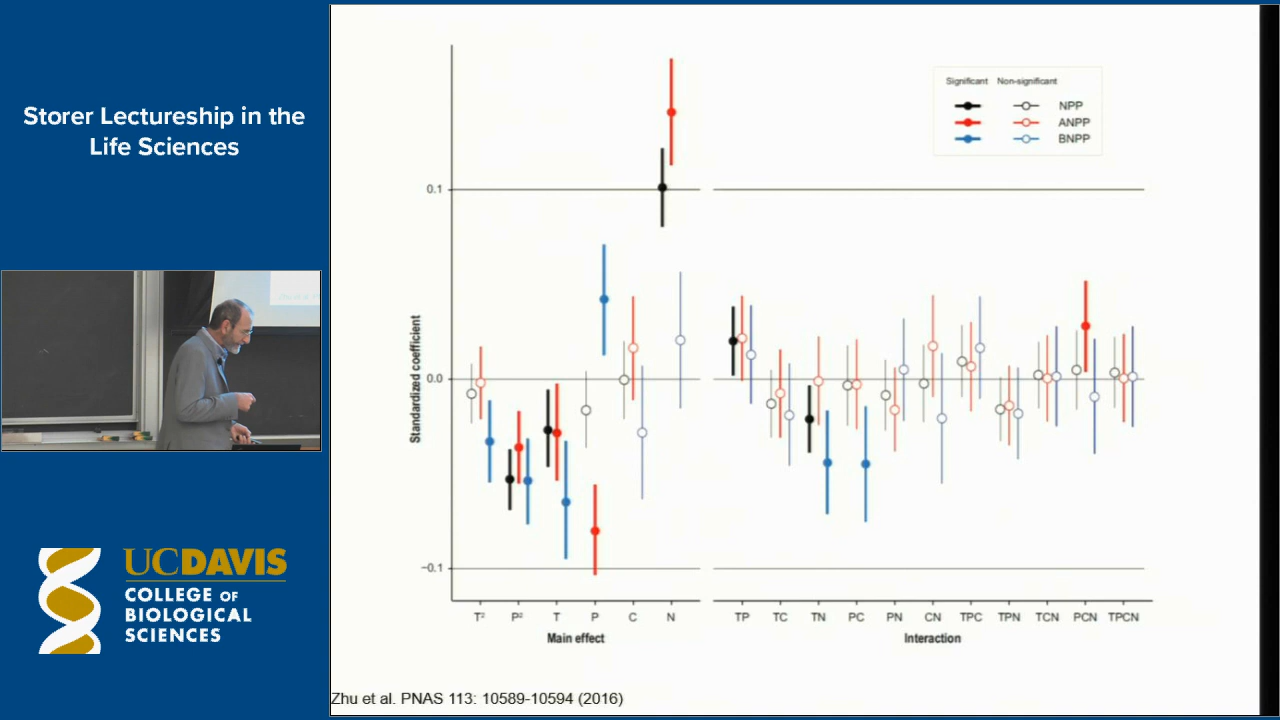 Storer Lectureship in the
Life Sciences
UCDAVIS
COLLEGE OF
BIOLOGICAL
SCIENCES
Significant Non-significant
NPP
ANPP
BNPP
Standardized coefficient
0.1
0.0
−0.1
T² P² T P C N
Main effect
TP TC TN PC PN CN TPC TPN TCN PCN TPCN
Interaction
Zhu et al. PNAS 113: 10589-10594 (2016)